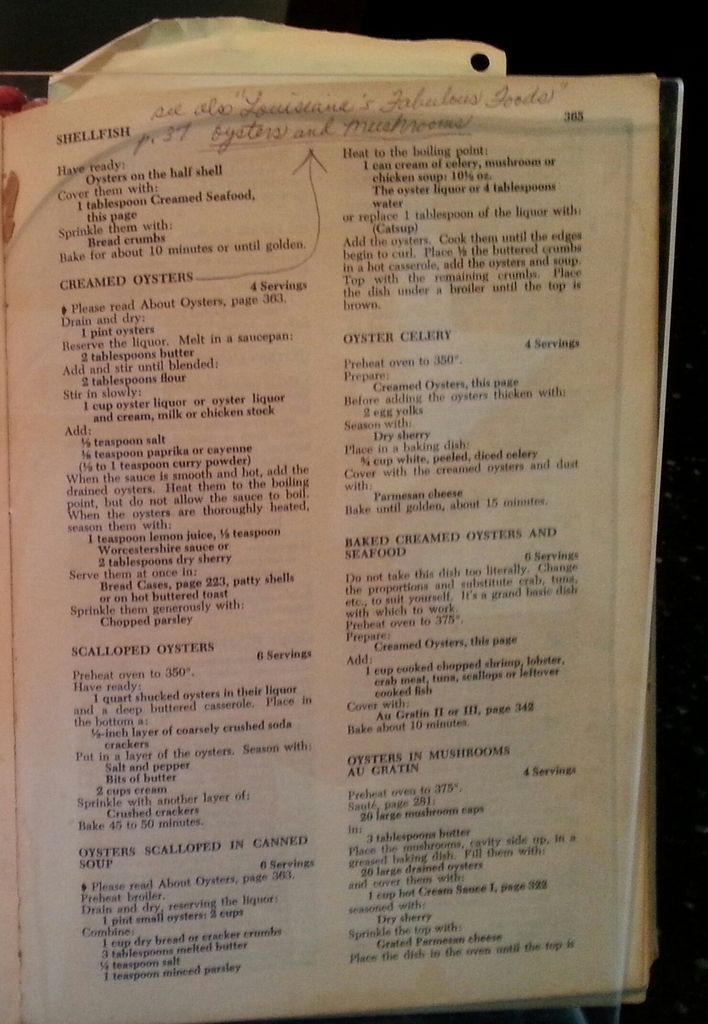 see also "Louisiana's Fabulous Foods"
p. 37 oysters and mushrooms
SHELLFISH
365
Have ready:
Oysters on the half shell
Cover them with:
1 tablespoon Creamed Seafood,
this page
Sprinkle them with:
Bread crumbs
Bake for about 10 minutes or until golden.
CREAMED OYSTERS
4 Servings
Please read About Oysters, page 363.
Drain and dry:
1 pint oysters
Reserve the liquor. Melt in a saucepan:
2 tablespoons butter
Add and stir until blended:
2 tablespoons flour
Stir in slowly:
1 cup oyster liquor or oyster liquor
and cream, milk or chicken stock
Add:
½ teaspoon salt
⅛ teaspoon paprika or cayenne
(½ to 1 teaspoon curry powder)
When the sauce is smooth and hot, add the
drained oysters. Heat them to the boiling
point, but do not allow the sauce to boil.
When the oysters are thoroughly heated,
season them with:
1 teaspoon lemon juice, ½ teaspoon
Worcestershire sauce or
2 tablespoons dry sherry
Serve them at once in:
Bread Cases, page 223, patty shells
or on hot buttered toast
Sprinkle them generously with:
Chopped parsley
SCALLOPED OYSTERS
6 Servings
Preheat oven to 350°.
Have ready:
1 quart shucked oysters in their liquor
and a deep buttered casserole. Place in
the bottom a:
½-inch layer of coarsely crushed soda
crackers
Put in a layer of the oysters. Season with:
Salt and pepper
Bits of butter
2 cups cream
Sprinkle with another layer of:
Crushed crackers
Bake 45 to 50 minutes.
OYSTERS SCALLOPED IN CANNED
SOUP
6 Servings
Please read About Oysters, page 363.
Preheat broiler.
Drain and dry, reserving the liquor:
1 pint small oysters: 2 cups
Combine:
1 cup dry bread or cracker crumbs
3 tablespoons melted butter
¼ teaspoon salt
1 teaspoon minced parsley
Heat to the boiling point:
1 can cream of celery, mushroom or
chicken soup: 10½ oz.
The oyster liquor or 4 tablespoons
water
or replace 1 tablespoon of the liquor with:
(Catsup)
Add the oysters. Cook them until the edges
begin to curl. Place ⅓ the buttered crumbs
in a hot casserole, add the oysters and soup.
Top with the remaining crumbs. Place
the dish under a broiler until the top is
brown.
OYSTER CELERY
4 Servings
Preheat oven to 350°.
Prepare:
Creamed Oysters, this page
Before adding the oysters thicken with:
2 egg yolks
Season with:
Dry sherry
Place in a baking dish:
¾ cup white, peeled, diced celery
Cover with the creamed oysters and dust
with:
Parmesan cheese
Bake until golden, about 15 minutes.
BAKED CREAMED OYSTERS AND
SEAFOOD
6 Servings
Do not take this dish too literally. Change
the proportions and substitute crab, tuna,
etc., to suit yourself. It's a grand basic dish
with which to work.
Preheat oven to 375°.
Prepare:
Creamed Oysters, this page
Add:
1 cup cooked chopped shrimp, lobster,
crab meat, tuna, scallops or leftover
cooked fish
Cover with:
Au Gratin II or III, page 342
Bake about 10 minutes.
OYSTERS IN MUSHROOMS
AU GRATIN
4 Servings
Preheat oven to 375°.
Sauté, page 281:
20 large mushroom caps
in:
3 tablespoons butter
Place the mushrooms, cavity side up, in a
greased baking dish. Fill them with:
20 large drained oysters
and cover them with:
1 cup hot Cream Sauce I, page 322
seasoned with:
Dry sherry
Sprinkle the top with:
Grated Parmesan cheese
Place the dish in the oven until the top is